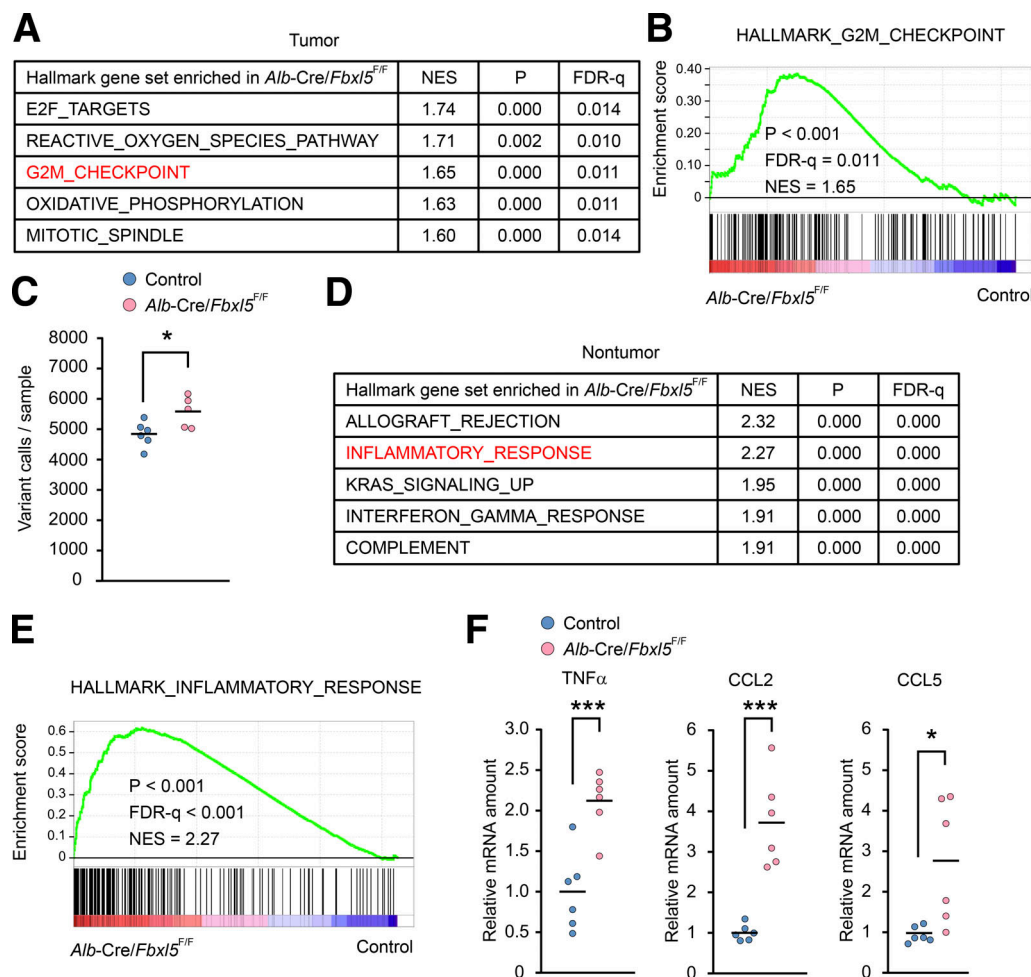 A
Tumor
Hallmark gene set enriched in Alb-Cre/Fbxl5F/F NES P FDR-q
E2F_TARGETS 1.74 0.000 0.014
REACTIVE_OXYGEN_SPECIES_PATHWAY 1.71 0.002 0.010
G2M_CHECKPOINT 1.65 0.000 0.011
OXIDATIVE_PHOSPHORYLATION 1.63 0.000 0.011
MITOTIC_SPINDLE 1.60 0.000 0.014
B
HALLMARK_G2M_CHECKPOINT
Enrichment score
0.40
0.30
0.20
0.10
0
P < 0.001
FDR-q = 0.011
NES = 1.65
Alb-Cre/Fbxl5F/F Control
C
Control
Alb-Cre/Fbxl5F/F
*
Variant calls / sample
8000
7000
6000
5000
4000
3000
2000
1000
0
D
Nontumor
Hallmark gene set enriched in Alb-Cre/Fbxl5F/F NES P FDR-q
ALLOGRAFT_REJECTION 2.32 0.000 0.000
INFLAMMATORY_RESPONSE 2.27 0.000 0.000
KRAS_SIGNALING_UP 1.95 0.000 0.000
INTERFERON_GAMMA_RESPONSE 1.91 0.000 0.000
COMPLEMENT 1.91 0.000 0.000
E
HALLMARK_INFLAMMATORY_RESPONSE
Enrichment score
0.6
0.5
0.4
0.3
0.2
0.1
0
P < 0.001
FDR-q < 0.001
NES = 2.27
Alb-Cre/Fbxl5F/F Control
F
Control
Alb-Cre/Fbxl5F/F
TNFα
***
Relative mRNA amount
3.0
2.5
2.0
1.5
1.0
0.5
0
CCL2
***
Relative mRNA amount
6
5
4
3
2
1
0
CCL5
*
Relative mRNA amount
6
5
4
3
2
1
0